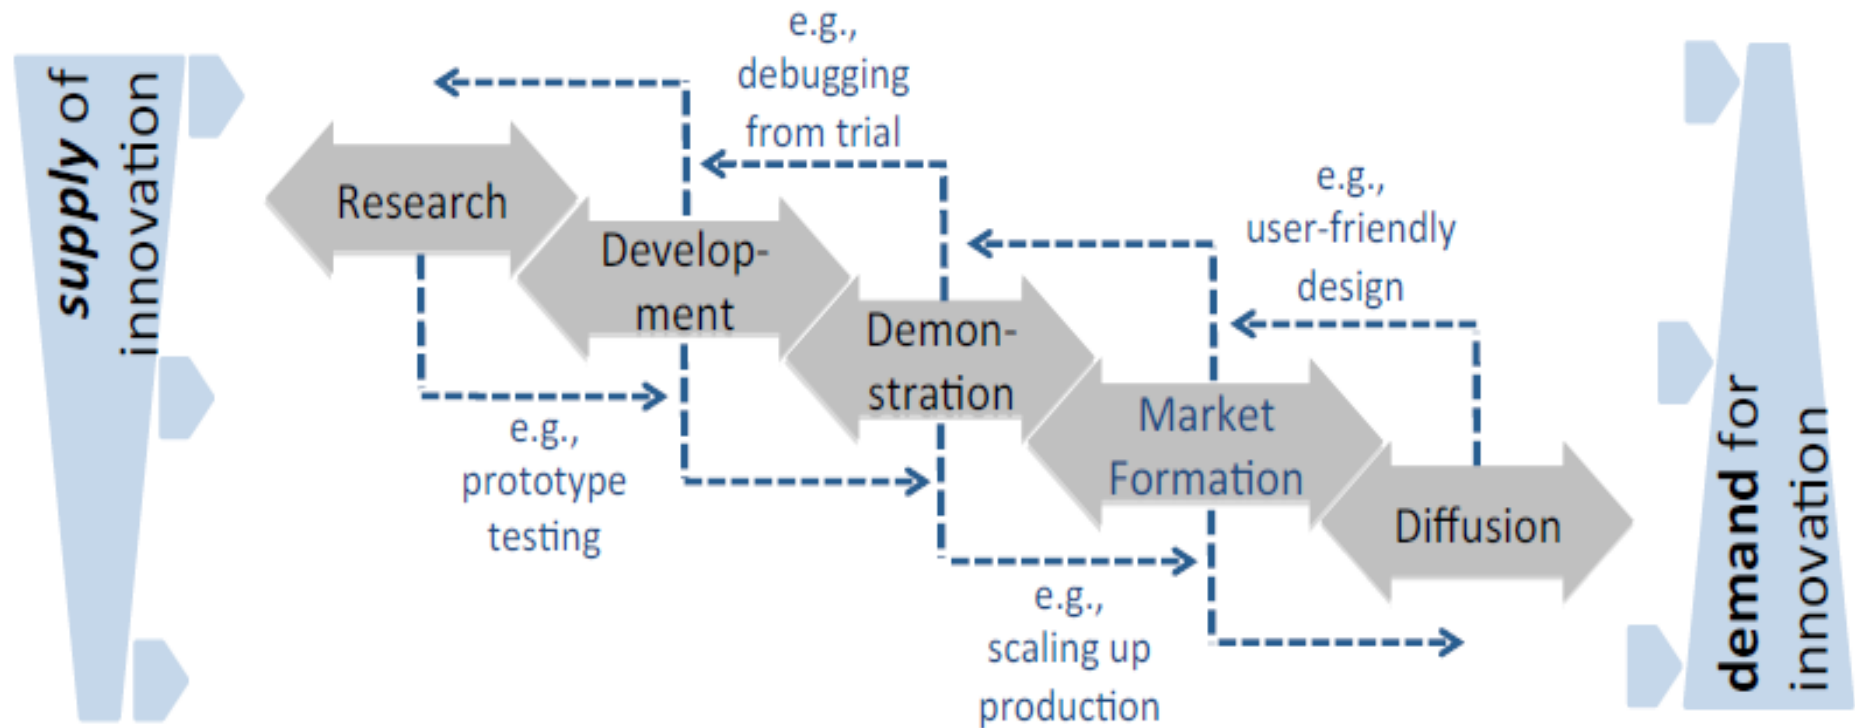 supply of
innovation
e.g.,
debugging
from trial
Research
Develop-
ment
e.g.,
prototype
testing
Demon-
stration
e.g.,
user-friendly
design
Market
Formation
e.g.,
scaling up
production
Diffusion
demand for
innovation